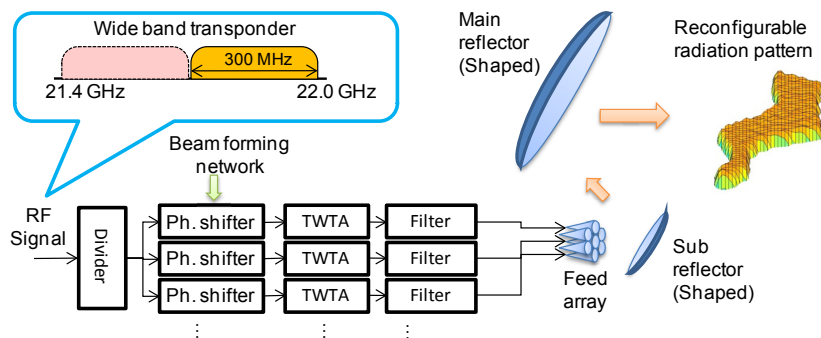 Wide band transponder
300 MHz
21.4 GHz
22.0 GHz
Main
reflector
(Shaped)
Reconfigurable
radiation pattern
Beam forming
network
RF
Signal
Divider
Ph. shifter
TWTA
Filter
Ph. shifter
TWTA
Filter
Ph. shifter
TWTA
Filter
⋮
⋮
⋮
Feed
array
Sub
reflector
(Shaped)